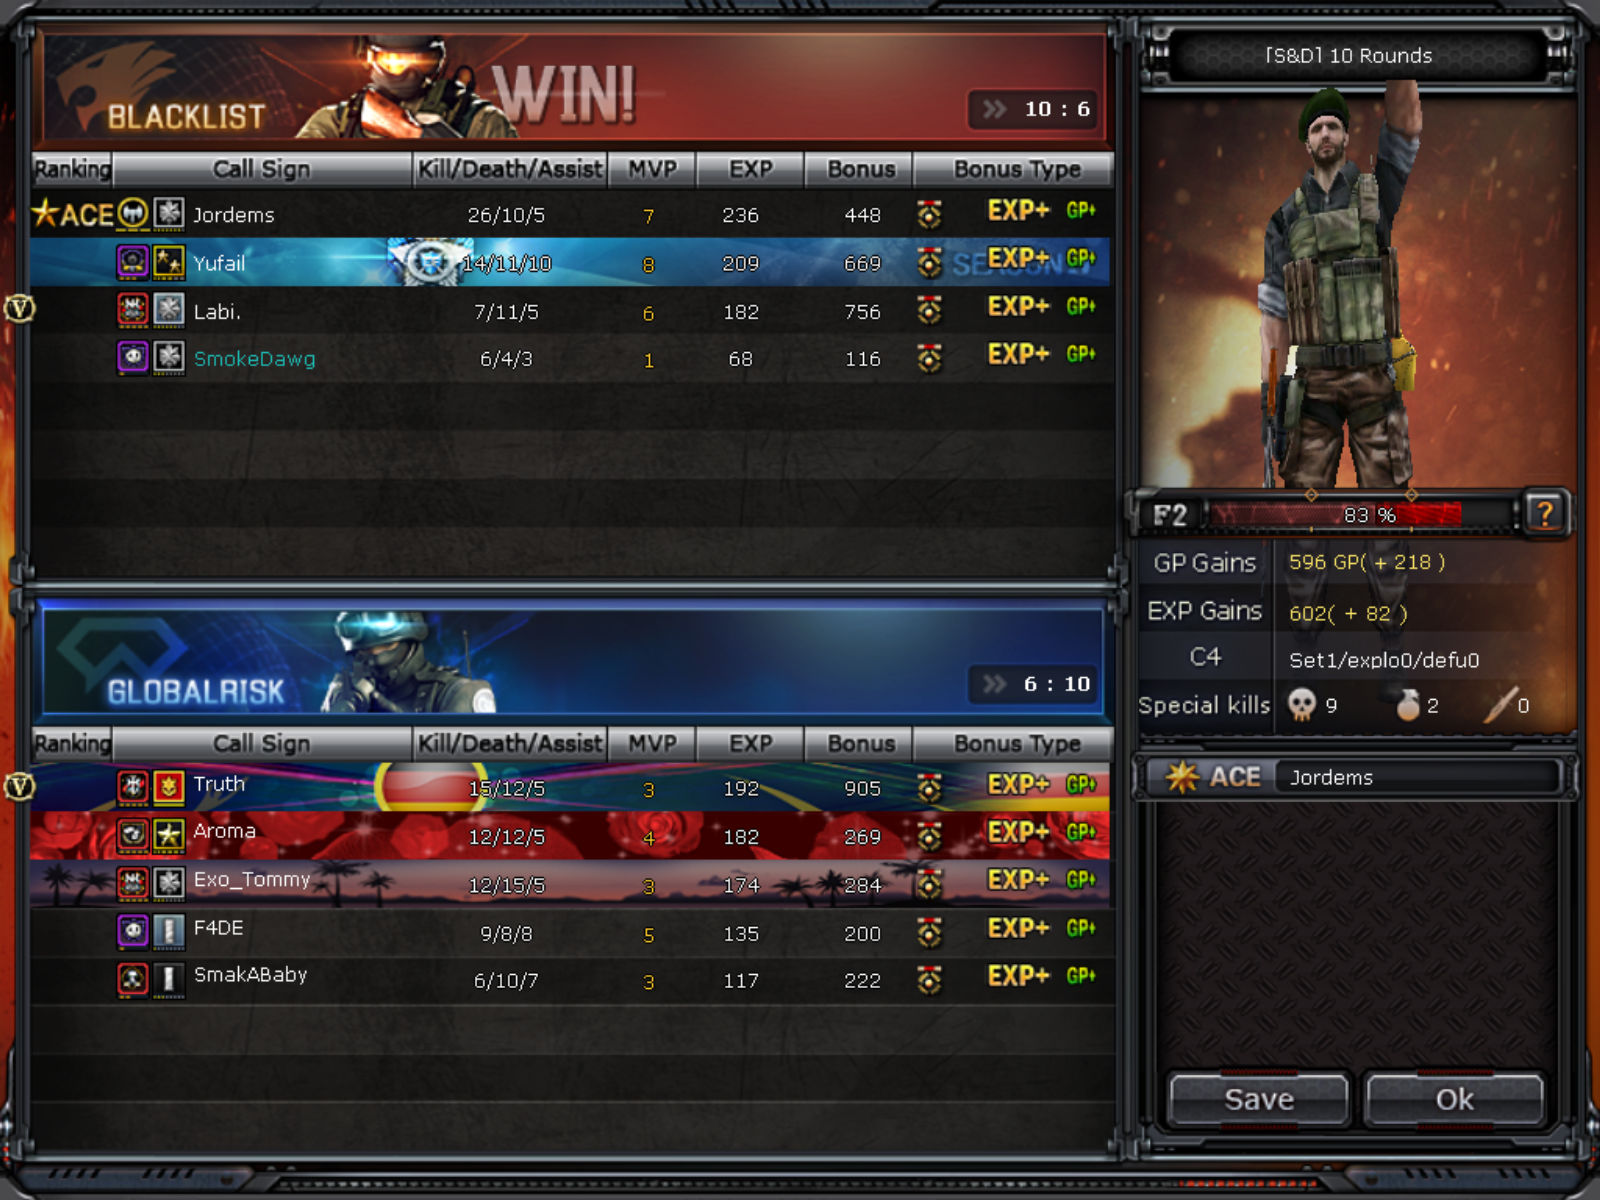 BLACKLIST WIN! 10 : 6
Ranking Call Sign Kill/Death/Assist MVP EXP Bonus Bonus Type
ACE Jordems 26/10/5 7 236 448 EXP+ GP+
Yufail 14/11/10 8 209 669 EXP+ GP+
V Labi. 7/11/5 6 182 756 EXP+ GP+
SmokeDawg 6/4/3 1 68 116 EXP+ GP+
GLOBALRISK 6 : 10
Ranking Call Sign Kill/Death/Assist MVP EXP Bonus Bonus Type
V Truth 15/12/5 3 192 905 EXP+ GP+
Aroma 12/12/5 4 182 269 EXP+ GP+
Exo_Tommy 12/15/5 3 174 284 EXP+ GP+
F4DE 9/8/8 5 135 200 EXP+ GP+
SmakABaby 6/10/7 3 117 222 EXP+ GP+
[S&D] 10 Rounds
F2 83 % ?
GP Gains 596 GP( + 218 )
EXP Gains 602( + 82 )
C4 Set1/explo0/defu0
Special kills 9 2 0
ACE Jordems
Save Ok